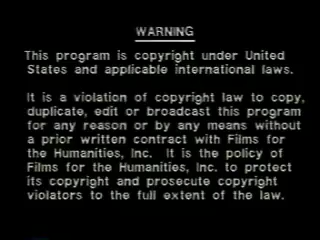 WARNING
This program is copyright under United
States and applicable international laws.
It is a violation of copyright law to copy,
duplicate, edit or broadcast this program
for any reason or by any means without
a prior written contract with Films for
the Humanities, Inc.  It is the policy of
Films for the Humanities, Inc. to protect
its copyright and prosecute copyright
violators to the full extent of the law.